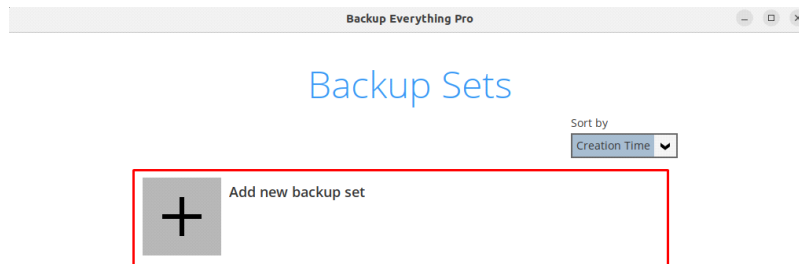 Backup Everything Pro
Backup Sets
Sort by
Creation Time
Add new backup set